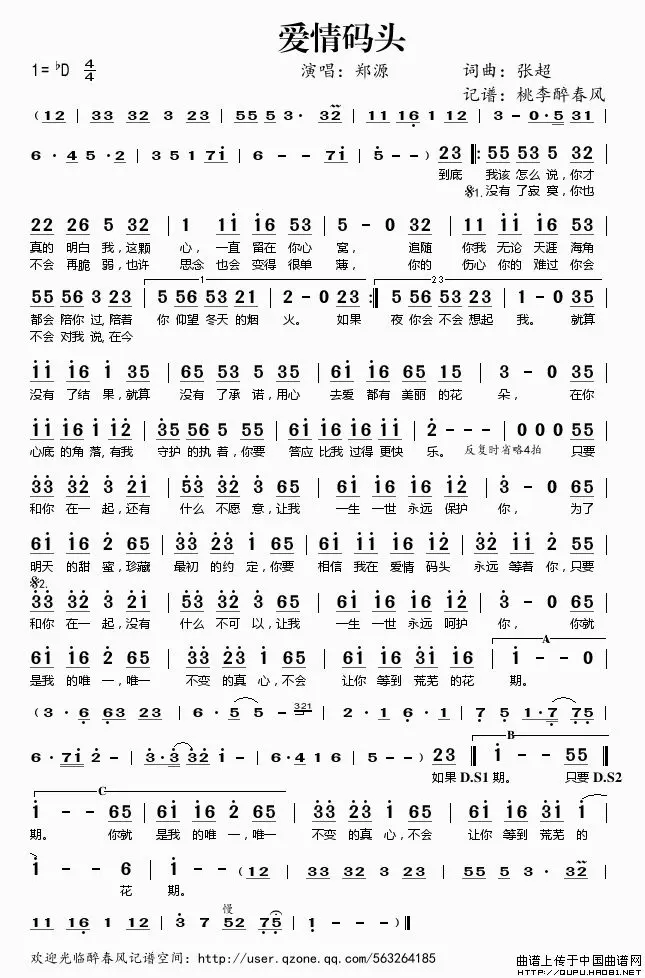 爱情码头
1=♭D 4/4 演唱：郑源 词曲：张超
记谱：桃李醉春风
(12 | 33 32 3 23 | 55 5 3· 32 | 11 16 1 12 | 3 - 0·5 31 |
6·4 5·2 | 3 5 1 71 | 6 - - 71 | 5 - - ) 23 ‖: 55 53 5 32 |
到底 我该 怎么 说，你才
𝄋1. 没有 了寂 寞，你也
22 26 5 32 | 1 11 16 53 | 5 - 0 32 | 11 11 16 53 |
真的 明白 我，这颗 心，一直 留在 你心 窝， 追随 你我 无论 天涯 海角
不会 再脆 弱，也许 思念 也会 变得 很单 薄， 你的 伤心 你的 难过 你会
1 23
55 56 3 23 | 5 56 53 21 | 2 - 0 23 :‖ 5 56 53 23 | 1 - 0 35 |
都会 陪你 过，陪着 你 仰望 冬天 的烟 火。 如果 夜 你会 不会 想起 我。 就算
不会 对我 说，在今
11 16 1 35 | 65 53 5 35 | 61 16 65 15 | 3 - 0 35 |
没有 了结 果，就算 没有 了承 诺，用心 去爱 都有 美丽 的花 朵， 在你
11 16 1 12 | 35 56 5 35 | 61 16 65 61 | 2 - - - | 0 0 0 55 |
心底 的角 落，有我 守护 的执 着，你要 答应 比我 过得 更快 乐。 反复时省略4拍 只要
33 32 3 23 | 53 32 3 65 | 61 16 16 12 | 3 - 0 65 |
和你 在一 起，还有 什么 不愿 意，让我 一生 一世 永远 保护 你， 为了
61 16 2 65 | 33 23 1 65 | 61 16 16 12 | 32 11 2 55 |
明天 的甜 蜜，珍藏 最初 的约 定，你要 相信 我在 爱情 码头 永远 等着 你，只要
𝄋2.
33 32 3 21 | 53 32 3 65 | 61 16 16 12 | 3 - 0 65 |
和你 在一 起，没有 什么 不可 以，让我 一生 一世 永远 呵护 你， 你就
A
61 16 2 65 | 33 23 1 65 | 61 16 31 16 | 1 - - 0 |
是我 的唯 一，唯一 不变 的真 心，不会 让你 等到 荒芜 的花 期。
(3·6 63 23 | 6·5 5 - 321 | 2·1 6·1 | 7 5 1·7 75 |
B
6·71 2 - | 3·3 32 1 - | 6·4 1 6 | 5 - - ) 23 ‖ 1 - 55 ‖
如果 D.S1 期。 只要 D.S2
C
1 - - 65 | 61 16 2 65 | 33 23 1 65 | 61 16 31 1 |
期。 你就 是我 的唯 一，唯一 不变 的真 心，不会 让你 等到 荒芜 的
1 - - 6 | 1 - - (12 | 33 32 3 23 | 55 5 3· 32 |
花 期。
慢
11 16 1 12 | 3 7 52 75 | 1 - - - ) ‖
欢迎光临醉春风记谱空间：http://user.qzone.qq.com/563264185
曲谱上传于中国曲谱网
http://QUPU.HAO81.NET